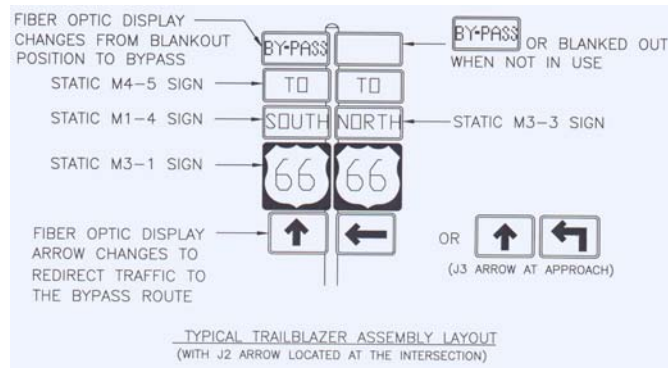 FIBER OPTIC DISPLAY
CHANGES FROM BLANKOUT
POSITION TO BYPASS
BY•PASS
BY•PASS OR BLANKED OUT
WHEN NOT IN USE
STATIC M4-5 SIGN
TO TO
STATIC M1-4 SIGN
SOUTH NORTH
STATIC M3-3 SIGN
STATIC M3-1 SIGN
66 66
FIBER OPTIC DISPLAY
ARROW CHANGES TO
REDIRECT TRAFFIC TO
THE BYPASS ROUTE
OR
(J3 ARROW AT APPROACH)
TYPICAL TRAILBLAZER ASSEMBLY LAYOUT
(WITH J2 ARROW LOCATED AT THE INTERSECTION)